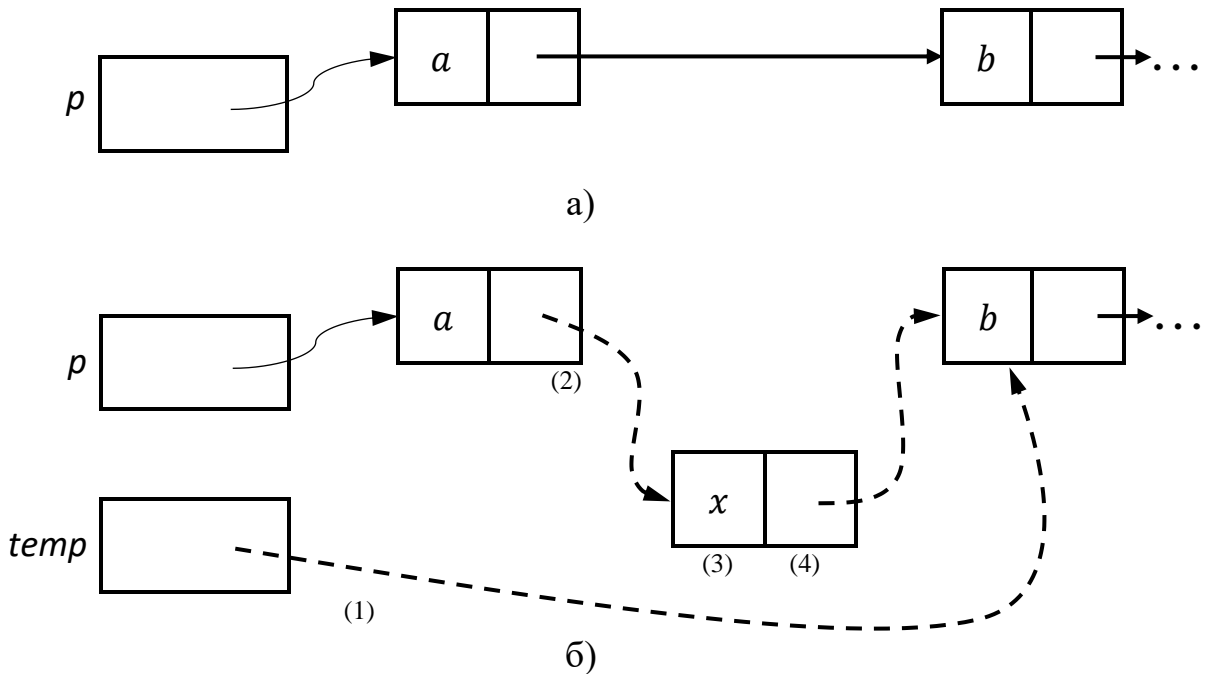 p
a
b
...
а)
p
a
b
...
(2)
x
temp
(3)
(4)
(1)
б)